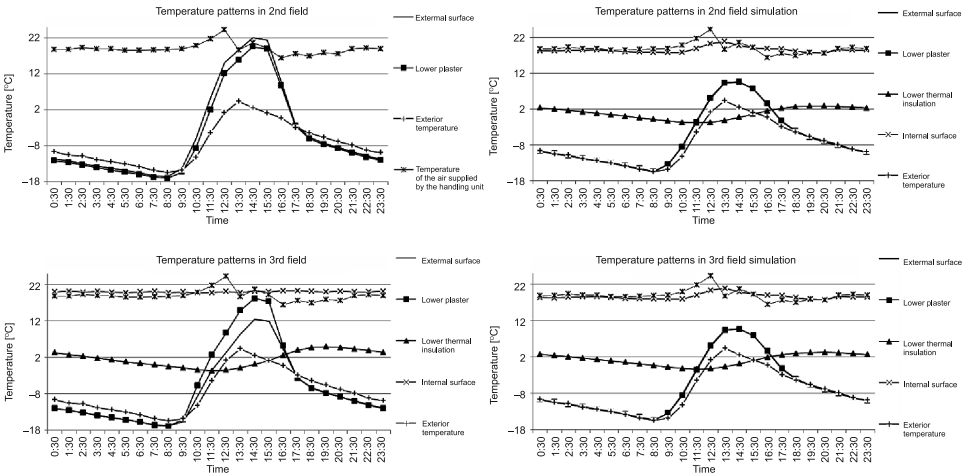 Temperature patterns in 2nd field
Temperature [°C]
22
12
2
−8
−18
0:30 1:30 2:30 3:30 4:30 5:30 6:30 7:30 8:30 9:30 10:30 11:30 12:30 13:30 14:30 15:30 16:30 17:30 18:30 19:30 20:30 21:30 22:30 23:30
Time
Extermal surface
Lower plaster
Exterior
temperature
Temperature
of the air supplied
by the handling unit
Temperature patterns in 2nd field simulation
Temperature [°C]
22
12
2
−8
−18
0:30 1:30 2:30 3:30 4:30 5:30 6:30 7:30 8:30 9:30 10:30 11:30 12:30 13:30 14:30 15:30 16:30 17:30 18:30 19:30 20:30 21:30 22:30 23:30
Time
External surface
Lower plaster
Lower thermal
insulation
Internal surface
Exterior
temperature
Temperature patterns in 3rd field
Temperature [°C]
22
12
2
−8
−18
0:30 1:30 2:30 3:30 4:30 5:30 6:30 7:30 8:30 9:30 10:30 11:30 12:30 13:30 14:30 15:30 16:30 17:30 18:30 19:30 20:30 21:30 22:30 23:30
Time
Extermal surface
Lower plaster
Lower thermal
insulation
Internal surface
Exterior
temperature
Temperature patterns in 3rd field simulation
Temperature [°C]
22
12
2
−8
−18
0:30 1:30 2:30 3:30 4:30 5:30 6:30 7:30 8:30 9:30 10:30 11:30 12:30 13:30 14:30 15:30 16:30 17:30 18:30 19:30 20:30 21:30 22:30 23:30
Time
External surface
Lower plaster
Lower thermal
insulation
Internal surface
Exterior
temperature